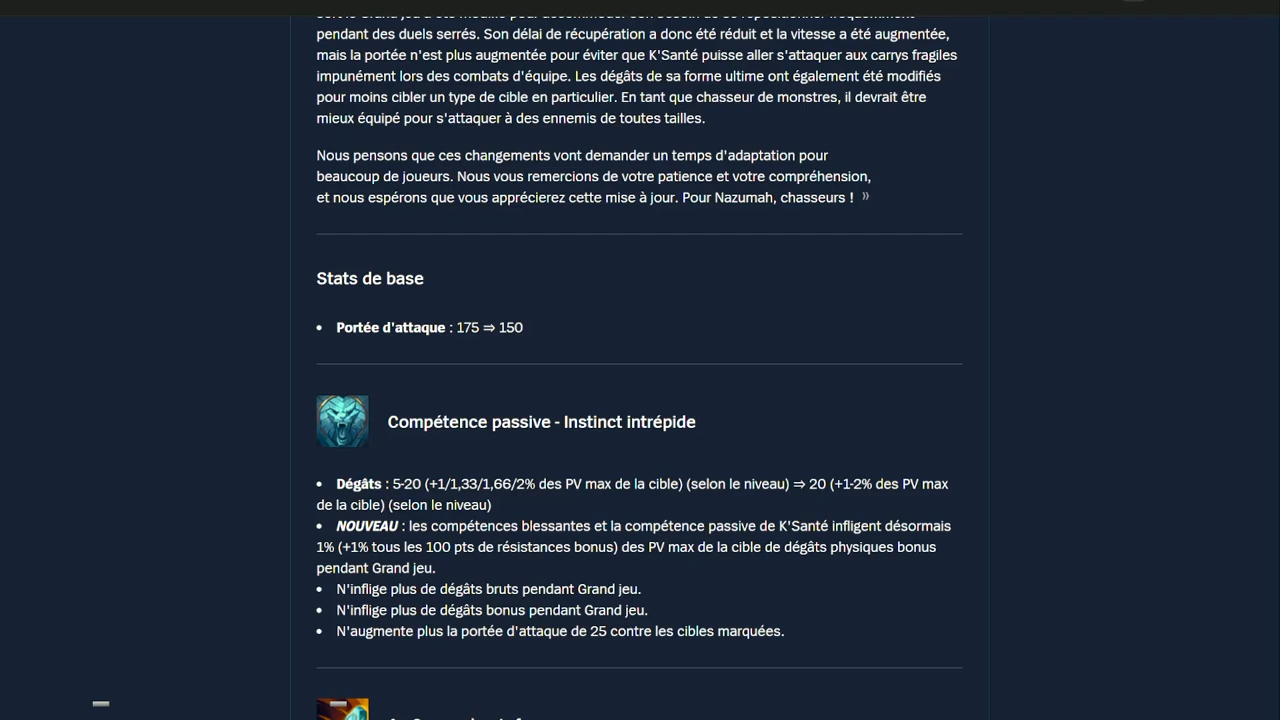 pendant des duels serrés. Son délai de récupération a donc été réduit et la vitesse a été augmentée,
mais la portée n'est plus augmentée pour éviter que K'Santé puisse aller s'attaquer aux carrys fragiles
impunément lors des combats d'équipe. Les dégâts de sa forme ultime ont également été modifiés
pour moins cibler un type de cible en particulier. En tant que chasseur de monstres, il devrait être
mieux équipé pour s'attaquer à des ennemis de toutes tailles.
Nous pensons que ces changements vont demander un temps d'adaptation pour
beaucoup de joueurs. Nous vous remercions de votre patience et votre compréhension,
et nous espérons que vous apprécierez cette mise à jour. Pour Nazumah, chasseurs ! »
Stats de base
• Portée d'attaque : 175 ⇒ 150
Compétence passive - Instinct intrépide
• Dégâts : 5-20 (+1/1,33/1,66/2% des PV max de la cible) (selon le niveau) ⇒ 20 (+1-2% des PV max
de la cible) (selon le niveau)
• NOUVEAU : les compétences blessantes et la compétence passive de K'Santé infligent désormais
1% (+1% tous les 100 pts de résistances bonus) des PV max de la cible de dégâts physiques bonus
pendant Grand jeu.
• N'inflige plus de dégâts bruts pendant Grand jeu.
• N'inflige plus de dégâts bonus pendant Grand jeu.
• N'augmente plus la portée d'attaque de 25 contre les cibles marquées.